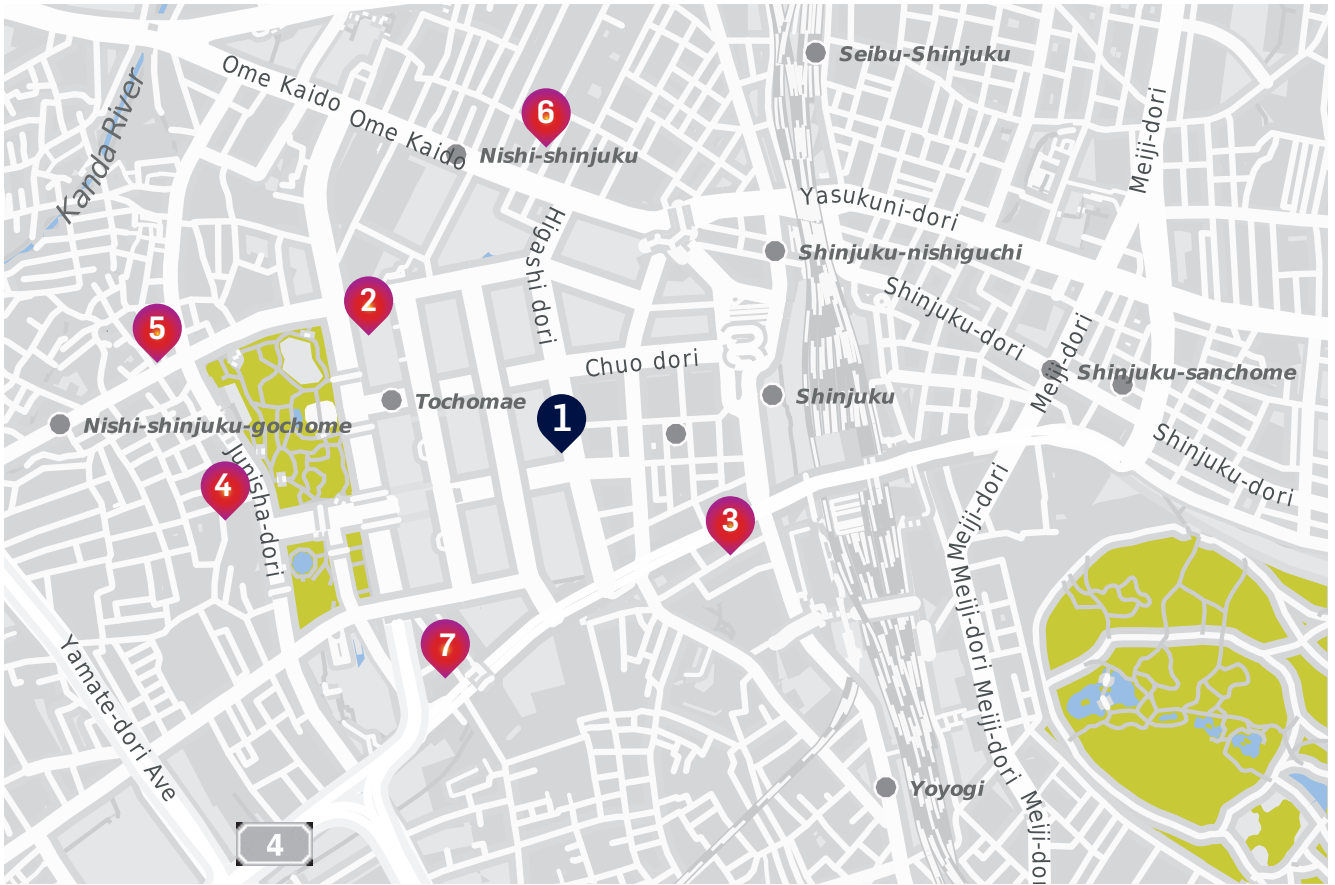 Seibu-Shinjuku
Ome Kaido
Ome Kaido
6
Nishi-shinjuku
Kanda River
Meiji-dori
Yasukuni-dori
Higashi dori
Shinjuku-nishiguchi
Shinjuku-dori
2
5
Chuo dori
Meiji-dori
Shinjuku-sanchome
Tochomae
1
Shinjuku
Nishi-shinjuku-gochome
Junisha-dori
4
Shinjuku-dori
3
Meiji-dori
Meiji-dori
Meiji-dori
7
Yamate-dori Ave
Yoyogi
Meiji-do
4